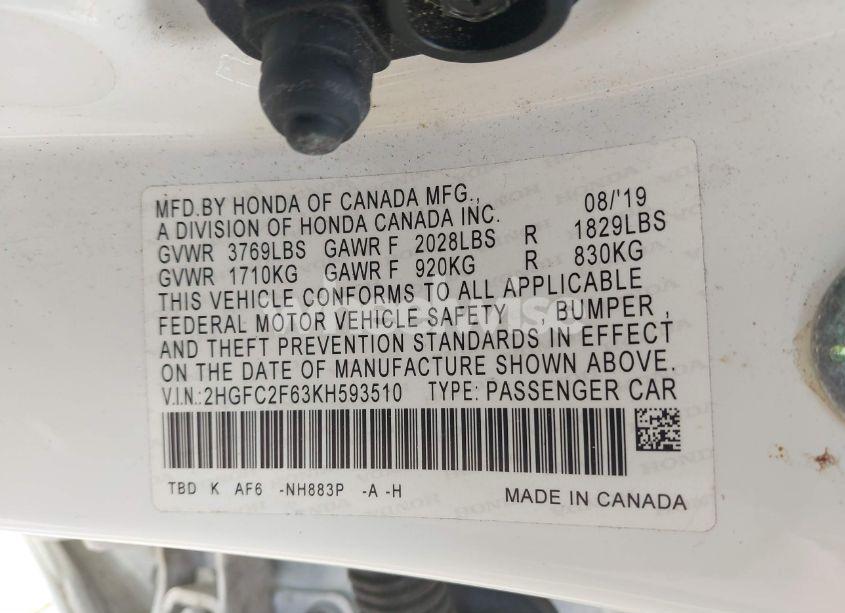 MFD.BY HONDA OF CANADA MFG.,
08/'19
A DIVISION OF HONDA CANADA INC.
GVWR 3769LBS GAWR F 2028LBS R 1829LBS
GVWR 1710KG GAWR F 920KG R 830KG
THIS VEHICLE CONFORMS TO ALL APPLICABLE
FEDERAL MOTOR VEHICLE SAFETY , BUMPER ,
AND THEFT PREVENTION STANDARDS IN EFFECT
ON THE DATE OF MANUFACTURE SHOWN ABOVE.
V.I.N.:2HGFC2F63KH593510 TYPE: PASSENGER CAR
TBD K AF6 -NH883P -A -H
MADE IN CANADA